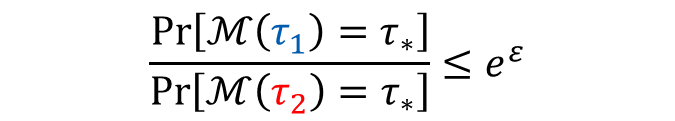 Pr[ℳ(τ₁) = τ∗]
Pr[ℳ(τ₂) = τ∗] ≤ e^ε